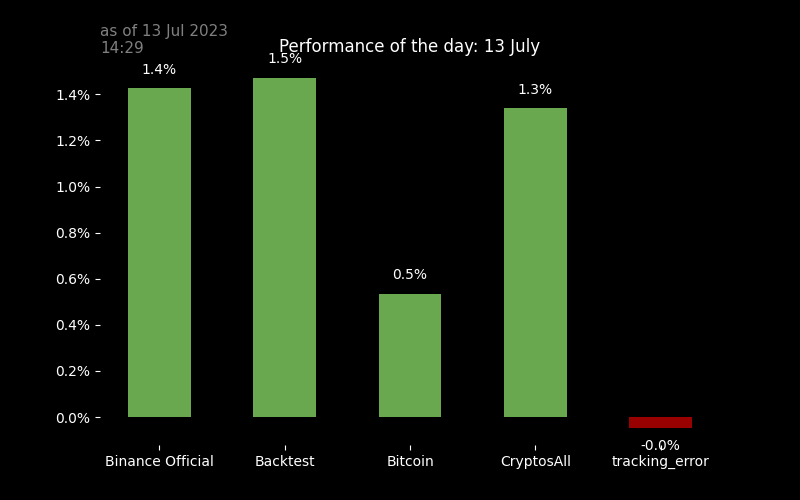 as of 13 Jul 2023
14:29
Performance of the day: 13 July
1.4%
1.5%
0.5%
1.3%
-0.0%
1.4%
1.2%
1.0%
0.8%
0.6%
0.4%
0.2%
0.0%
Binance Official
Backtest
Bitcoin
CryptosAll
tracking_error